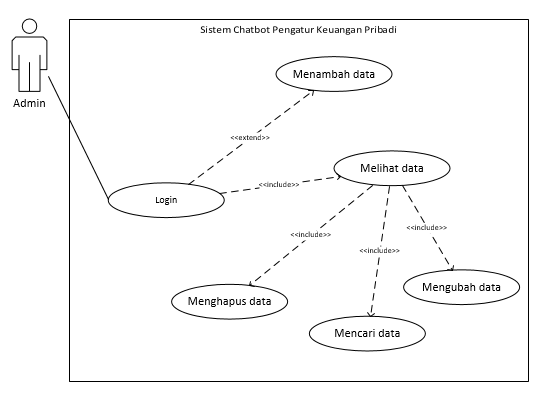 Sistem Chatbot Pengatur Keuangan Pribadi
Admin
Menambah data
<<extend>>
Melihat data
<<include>>
Login
<<include>>
<<include>>
<<include>>
Menghapus data
Mengubah data
Mencari data